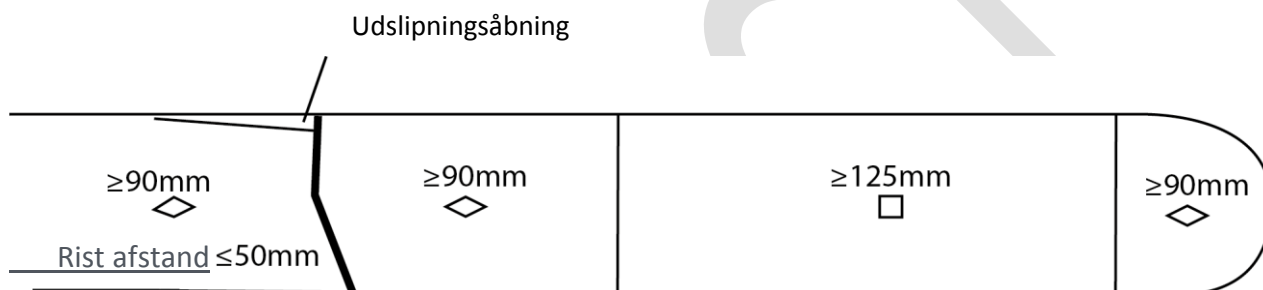 Udslipningsåbning
≥90mm
≥90mm
≥125mm
≥90mm
Rist afstand ≤50mm